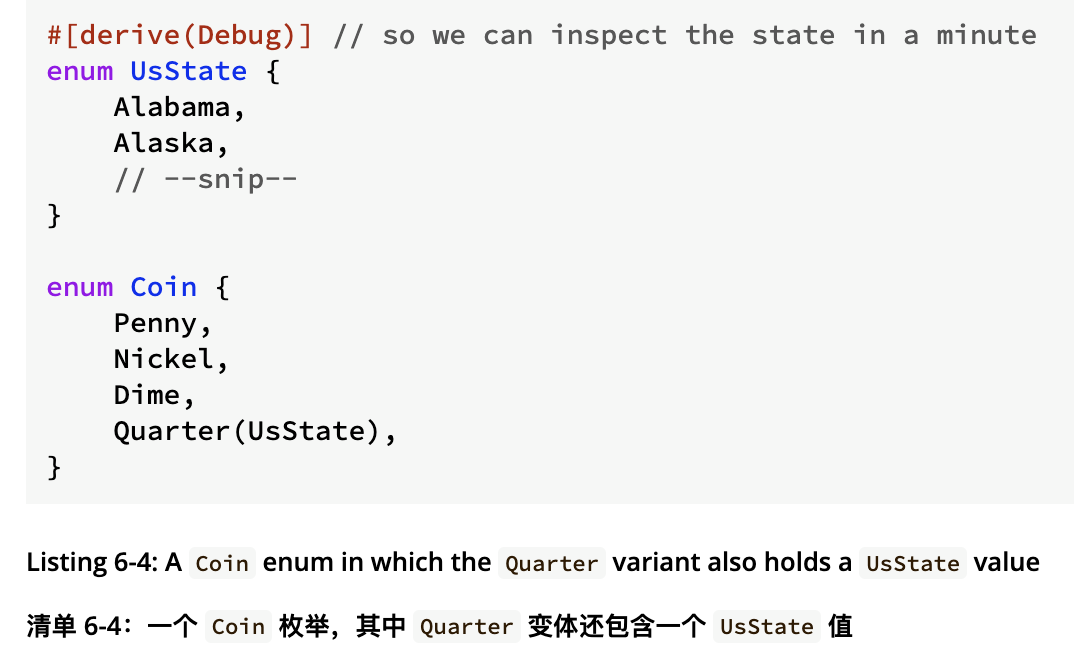 #[derive(Debug)] // so we can inspect the state in a minute
enum UsState {
    Alabama,
    Alaska,
    // --snip--
}

enum Coin {
    Penny,
    Nickel,
    Dime,
    Quarter(UsState),
}

Listing 6-4: A Coin enum in which the Quarter variant also holds a UsState value
清单 6-4：一个 Coin 枚举，其中 Quarter 变体还包含一个 UsState 值